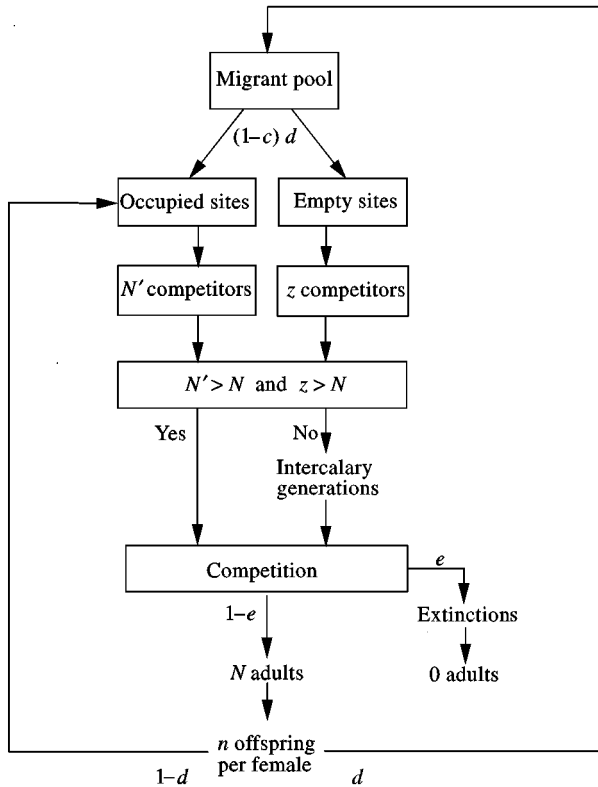 Migrant pool
(1–c) d
Occupied sites
Empty sites
N′ competitors
z competitors
N′ > N and z > N
Yes
No
Intercalary
generations
Competition
e
1–e
Extinctions
N adults
0 adults
n offspring
per female
1–d
d